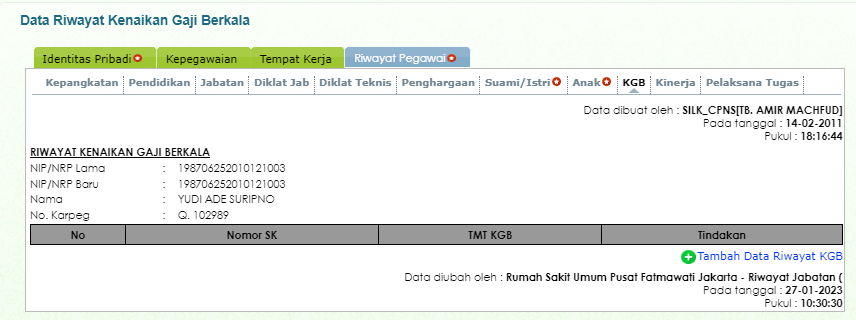 Data Riwayat Kenaikan Gaji Berkala
Identitas Pribadi Kepegawaian Tempat Kerja Riwayat Pegawai
Kepangkatan Pendidikan Jabatan Diklat Jab Diklat Teknis Penghargaan Suami/Istri Anak KGB Kinerja Pelaksana Tugas
Data dibuat oleh : SILK_CPNS[TB. AMIR MACHFUD]
Pada tanggal : 14-02-2011
Pukul : 18:16:44
RIWAYAT KENAIKAN GAJI BERKALA
NIP/NRP Lama : 198706252010121003
NIP/NRP Baru : 198706252010121003
Nama : YUDI ADE SURIPNO
No. Karpeg : Q. 102989
No Nomor SK TMT KGB Tindakan
Tambah Data Riwayat KGB
Data diubah oleh : Rumah Sakit Umum Pusat Fatmawati Jakarta - Riwayat Jabatan (
Pada tanggal : 27-01-2023
Pukul : 10:30:30